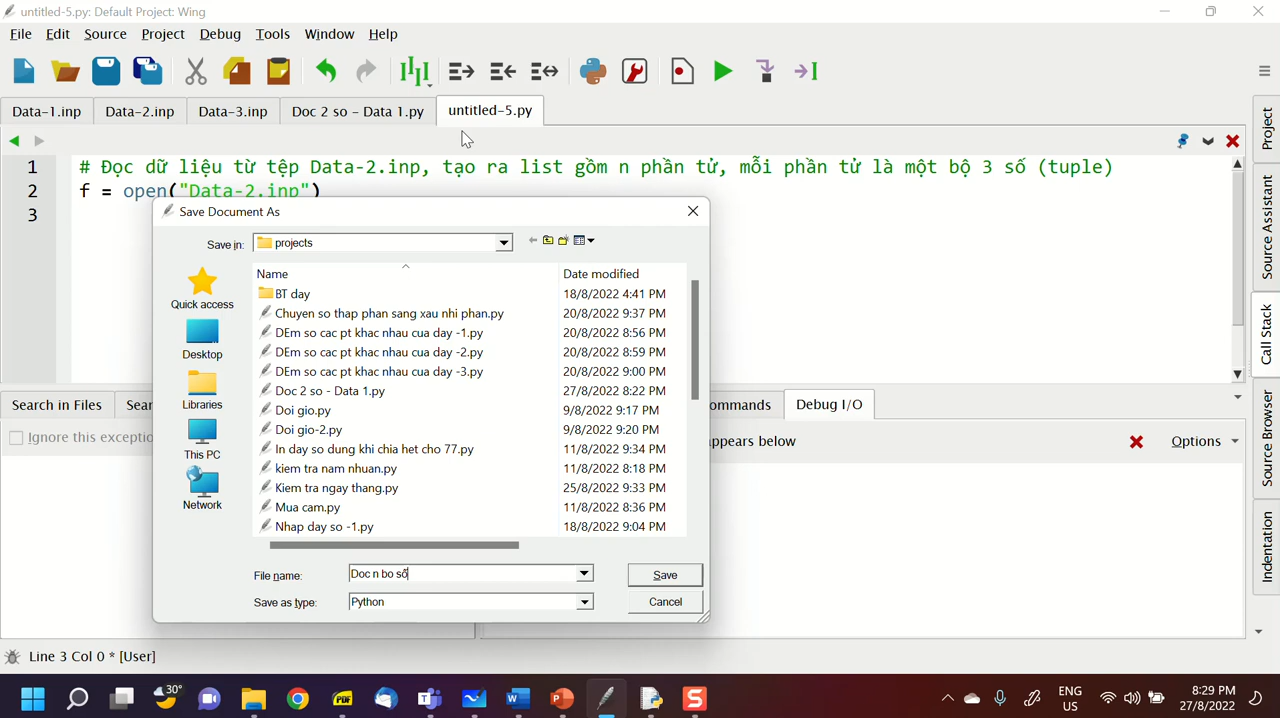 untitled-5.py: Default Project: Wing
File Edit Source Project Debug Tools Window Help
Data-1.inp Data-2.inp Data-3.inp Doc 2 so - Data 1.py untitled-5.py
1 # Đọc dữ liệu từ tệp Data-2.inp, tạo ra list gồm n phần tử, mỗi phần tử là một bộ 3 số (tuple)
2 f = open("Data-2.inp")
3
Save Document As
Save in: projects
Name Date modified
BT day 18/8/2022 4:41 PM
Chuyen so thap phan sang xau nhi phan.py 20/8/2022 9:37 PM
DEm so cac pt khac nhau cua day -1.py 20/8/2022 8:56 PM
DEm so cac pt khac nhau cua day -2.py 20/8/2022 8:59 PM
DEm so cac pt khac nhau cua day -3.py 20/8/2022 9:00 PM
Doc 2 so - Data 1.py 27/8/2022 8:22 PM
Doi gio.py 9/8/2022 9:17 PM
Doi gio-2.py 9/8/2022 9:20 PM
In day so dung khi chia het cho 77.py 11/8/2022 9:34 PM
kiem tra nam nhuan.py 11/8/2022 8:18 PM
Kiem tra ngay thang.py 25/8/2022 9:33 PM
Mua cam.py 11/8/2022 8:36 PM
Nhap day so -1.py 18/8/2022 9:04 PM
Quick access
Desktop
Libraries
This PC
Network
File name: Doc n bo số Save
Save as type: Python Cancel
Project
Source Assistant
Call Stack
Source Browser
Indentation
Search in Files Sear ommands Debug I/O
Ignore this exceptio ppears below Options
Line 3 Col 0 * [User]
30°
PDF
ENG
US
8:29 PM
27/8/2022